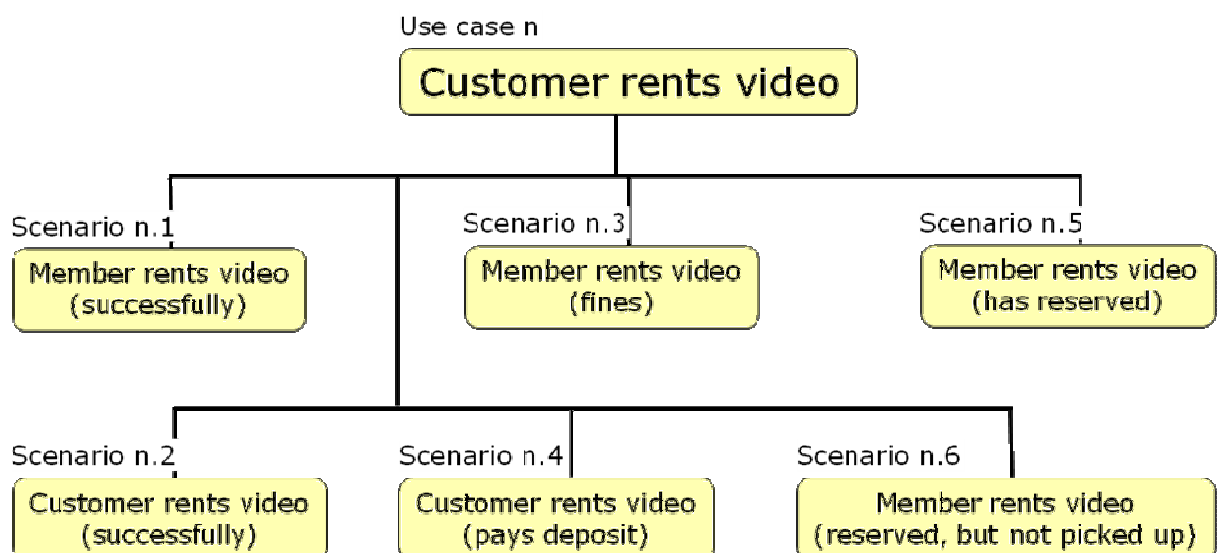 Use case n
Customer rents video
Scenario n.1
Member rents video
(successfully)
Scenario n.3
Member rents video
(fines)
Scenario n.5
Member rents video
(has reserved)
Scenario n.2
Customer rents video
(successfully)
Scenario n.4
Customer rents video
(pays deposit)
Scenario n.6
Member rents video
(reserved, but not picked up)